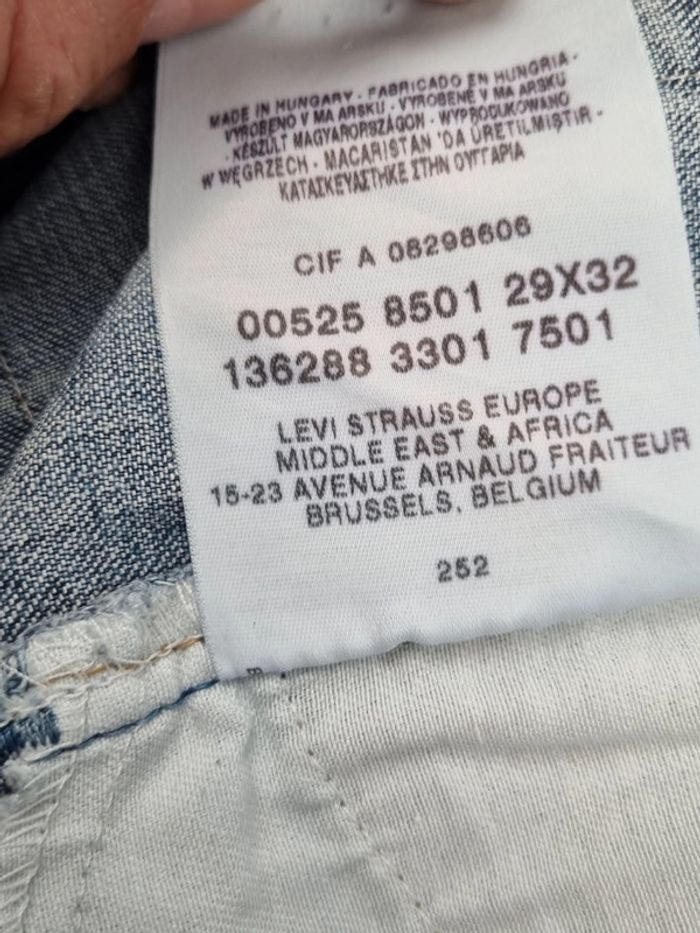 MADE IN HUNGARY · FABRICADO EN HUNGRIA ·
VYROBENO V MAĎARSKU · VYROBENÉ V MAĎARSKU
· KÉSZÜLT MAGYARORSZÁGON · WYPRODUKOWANO
W WĘGRZECH · MACARISTAN 'DA ÜRETILMIŞTIR ·
ΚΑΤΑΣΚΕΥΑΣΤΗΚΕ ΣΤΗΝ ΟΥΓΓΑΡΙΑ
CIF A 08298606
00525 8501 29X32
136288 3301 7501
LEVI STRAUSS EUROPE
MIDDLE EAST & AFRICA
15-23 AVENUE ARNAUD FRAITEUR
BRUSSELS, BELGIUM
252